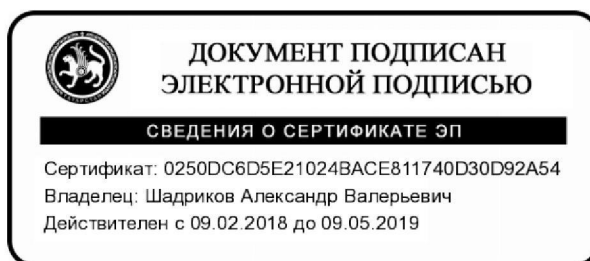 ДОКУМЕНТ ПОДПИСАН
ЭЛЕКТРОННОЙ ПОДПИСЬЮ
СВЕДЕНИЯ О СЕРТИФИКАТЕ ЭП
Сертификат: 0250DC6D5E21024BACE811740D30D92A54
Владелец: Шадриков Александр Валерьевич
Действителен с 09.02.2018 до 09.05.2019